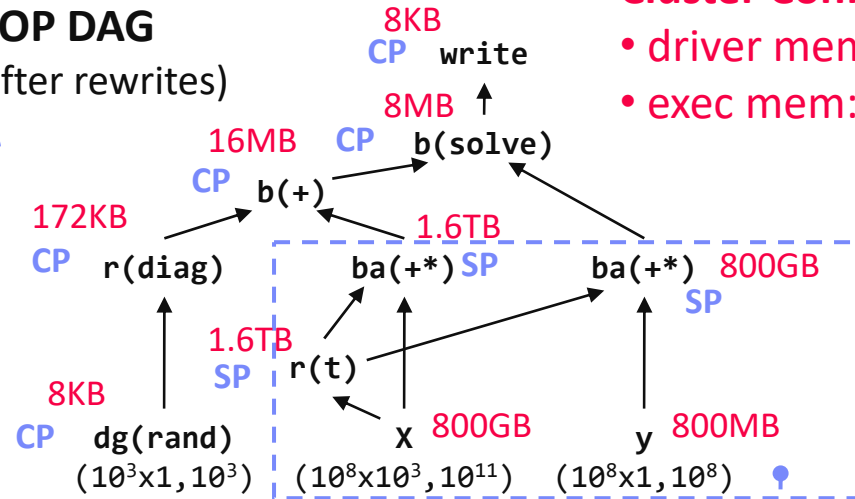 OP DAG
fter rewrites)
8KB
CP write
• driver mem
• exec mem:
8MB
CP b(solve)
16MB
CP b(+)
172KB
CP r(diag)
1.6TB
ba(+*) SP
ba(+*) 800GB
SP
1.6TB
SP r(t)
8KB
CP dg(rand)
X 800GB
y 800MB
(10³x1,10³) (10⁸x10³,10¹¹) (10⁸x1,10⁸)